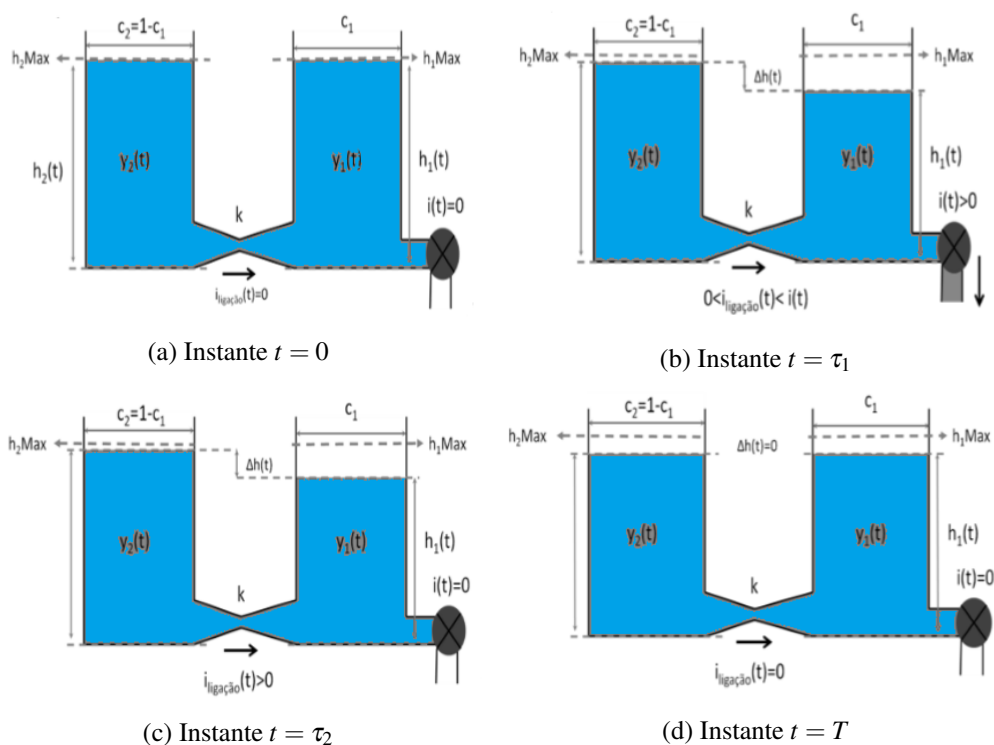 c₂=1-c₁
c₁
h₂Max
h₁Max
h₂(t)
y₂(t)
y₁(t)
h₁(t)
k
i(t)=0
iₗᵢgₐçãₒ(t)=0
(a) Instante t = 0
c₂=1-c₁
c₁
h₂Max
h₁Max
Δh(t)
y₂(t)
y₁(t)
h₁(t)
k
i(t)>0
0<iligação(t)< i(t)
(b) Instante t = τ₁
c₂=1-c₁
c₁
h₂Max
h₁Max
Δh(t)
y₂(t)
y₁(t)
h₁(t)
k
i(t)=0
iligação(t)>0
(c) Instante t = τ₂
c₂=1-c₁
c₁
h₂Max
h₁Max
Δh(t)=0
y₂(t)
y₁(t)
h₁(t)
k
i(t)=0
iligação(t)=0
(d) Instante t = T